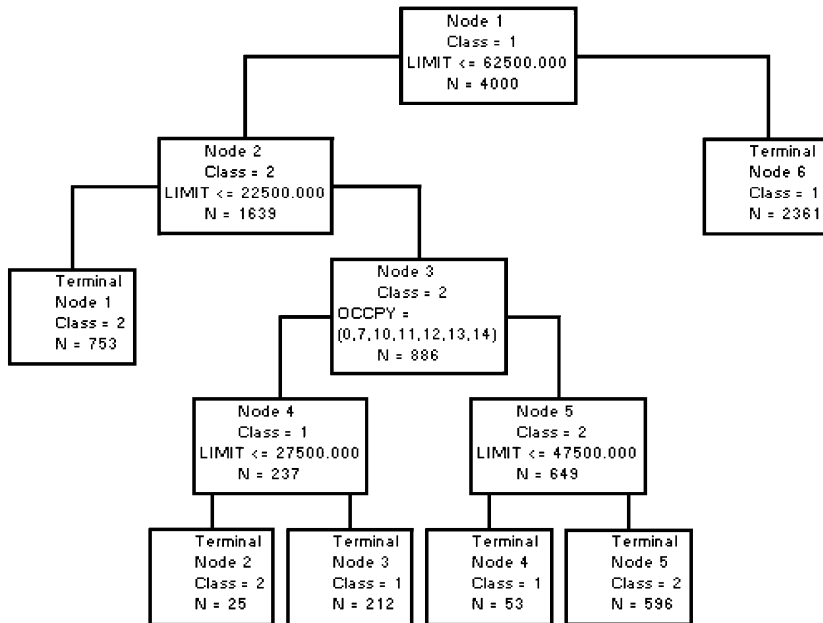 Node 1
Class = 1
LIMIT <= 62500.000
N = 4000
Node 2
Class = 2
LIMIT <= 22500.000
N = 1639
Terminal
Node 6
Class = 1
N = 2361
Terminal
Node 1
Class = 2
N = 753
Node 3
Class = 2
OCCPY =
(0,7,10,11,12,13,14)
N = 886
Node 4
Class = 1
LIMIT <= 27500.000
N = 237
Node 5
Class = 2
LIMIT <= 47500.000
N = 649
Terminal
Node 2
Class = 2
N = 25
Terminal
Node 3
Class = 1
N = 212
Terminal
Node 4
Class = 1
N = 53
Terminal
Node 5
Class = 2
N = 596